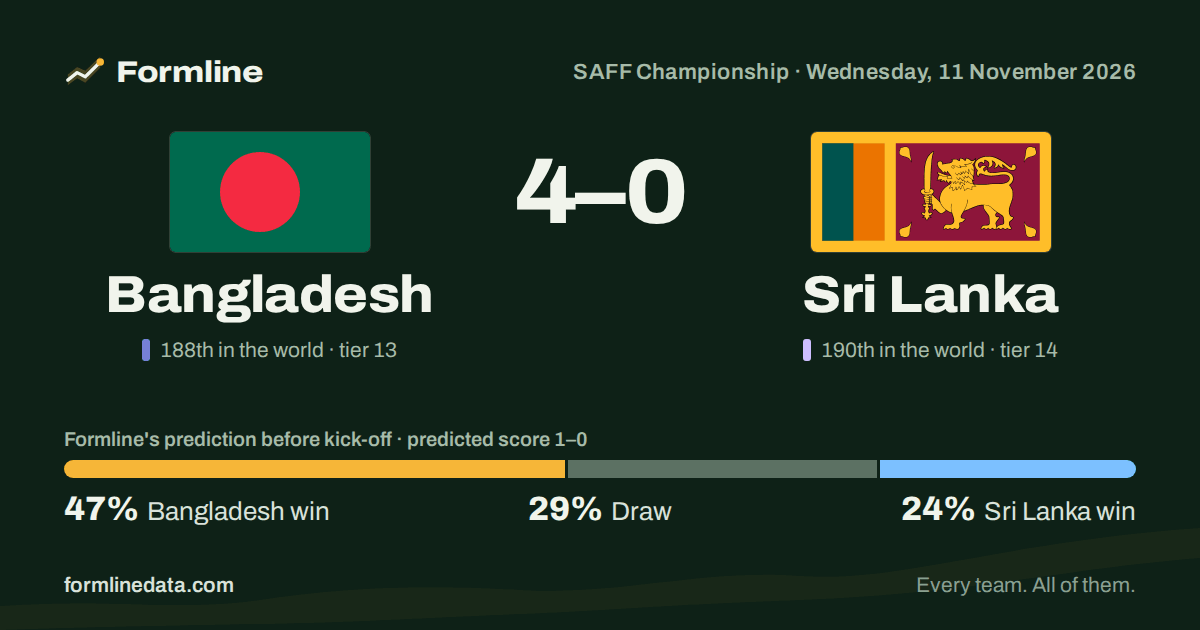 Formline
SAFF Championship · Wednesday, 11 November 2026
4–0
Bangladesh
Sri Lanka
188th in the world · tier 13
190th in the world · tier 14
Formline's prediction before kick-off · predicted score 1–0
47% Bangladesh win
29% Draw
24% Sri Lanka win
formlinedata.com
Every team. All of them.